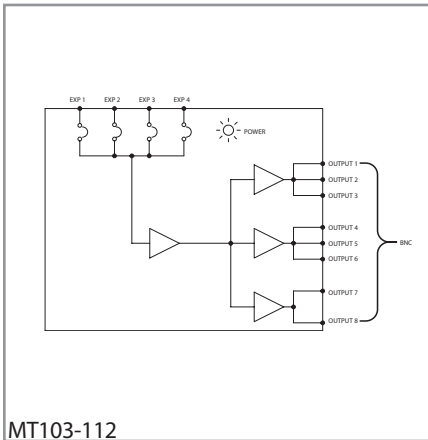 EXP 1 EXP 2 EXP 3 EXP 4
POWER
OUTPUT 1
OUTPUT 2
OUTPUT 3
OUTPUT 4
OUTPUT 5
BNC
OUTPUT 6
OUTPUT 7
OUTPUT 8
MT103-112